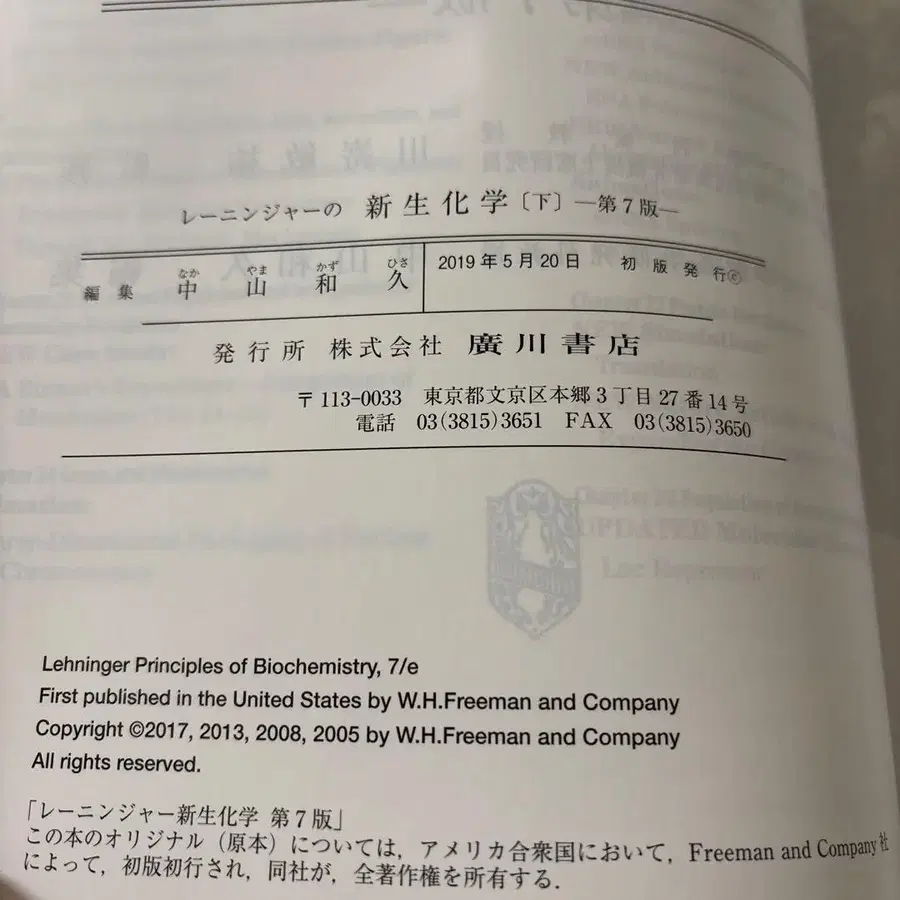 レーニンジャーの 新生化学〔下〕―第7版―
編集 中山和久 なか やま かず ひさ 2019年5月20日 初版発行©
発行所 株式会社 廣川書店
〒113-0033 東京都文京区本郷3丁目27番14号
電話 03(3815)3651 FAX 03(3815)3650
Lehninger Principles of Biochemistry, 7/e
First published in the United States by W.H.Freeman and Company
Copyright ©2017, 2013, 2008, 2005 by W.H.Freeman and Company
All rights reserved.
「レーニンジャー新生化学 第7版」
この本のオリジナル（原本）については，アメリカ合衆国において，Freeman and Company社
によって，初版初行され，同社が，全著作権を所有する．